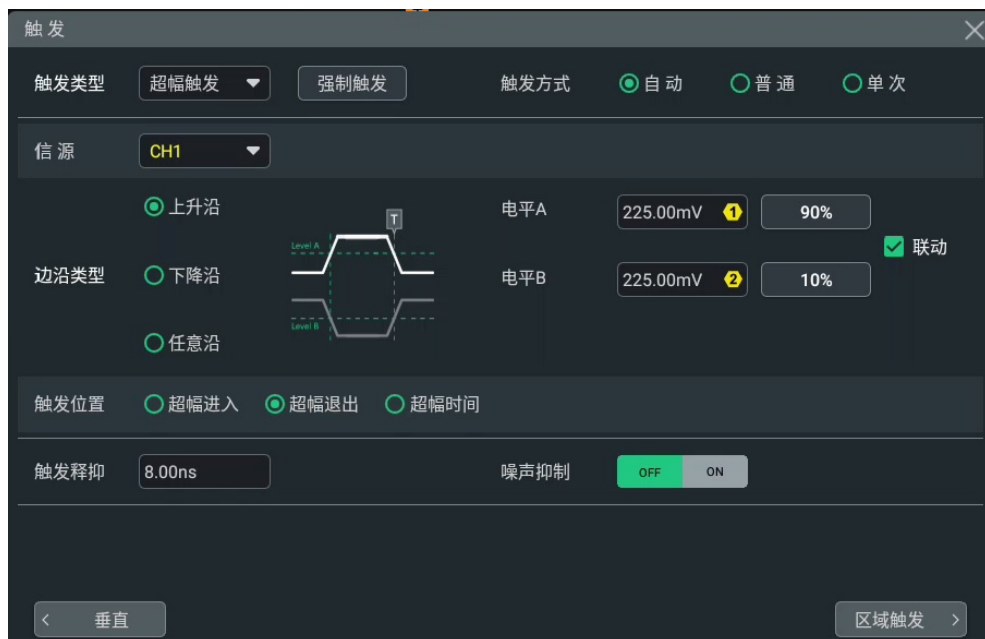 触发
触发类型 超幅触发 强制触发 触发方式 自动 普通 单次
信源 CH1
上升沿 T 电平A 225.00mV 1 90%
Level A 联动
边沿类型 下降沿 电平B 225.00mV 2 10%
Level B
任意沿
触发位置 超幅进入 超幅退出 超幅时间
触发释抑 8.00ns 噪声抑制 OFF ON
< 垂直 区域触发 >